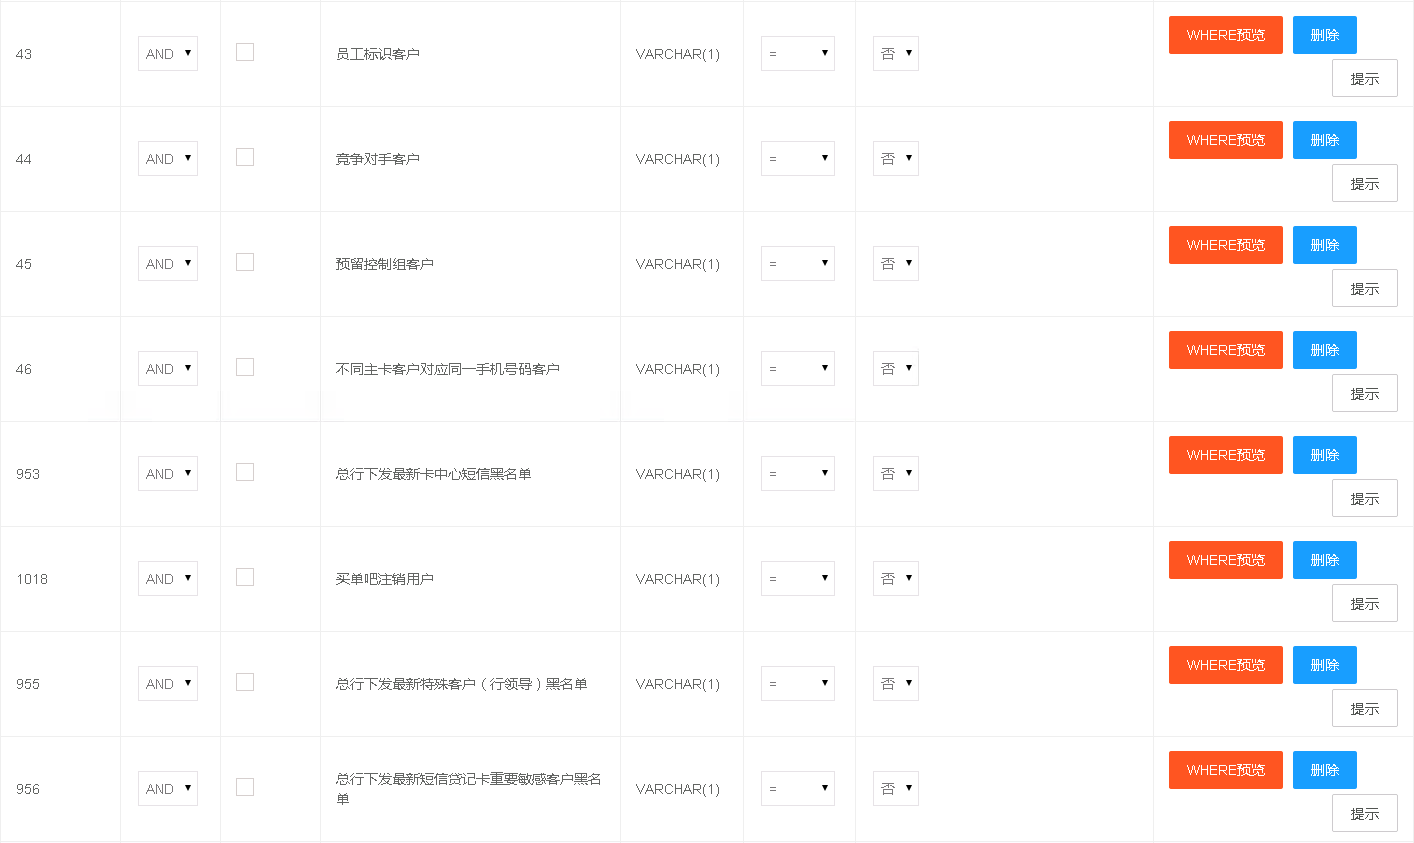 43 AND 员工标识客户 VARCHAR(1) = 否 WHERE预览 删除
提示
44 AND 竞争对手客户 VARCHAR(1) = 否 WHERE预览 删除
提示
45 AND 预留控制组客户 VARCHAR(1) = 否 WHERE预览 删除
提示
46 AND 不同主卡客户对应同一手机号码客户 VARCHAR(1) = 否 WHERE预览 删除
提示
953 AND 总行下发最新卡中心短信黑名单 VARCHAR(1) = 否 WHERE预览 删除
提示
1018 AND 买单吧注销用户 VARCHAR(1) = 否 WHERE预览 删除
提示
955 AND 总行下发最新特殊客户（行领导）黑名单 VARCHAR(1) = 否 WHERE预览 删除
提示
956 AND 总行下发最新短信贷记卡重要敏感客户黑名 VARCHAR(1) = 否 WHERE预览 删除
单
提示